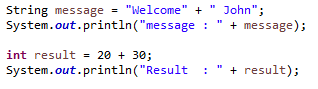 String message = "Welcome" + " John";
System.out.println("message : " + message);
int result = 20 + 30;
System.out.println("Result  : " + result);